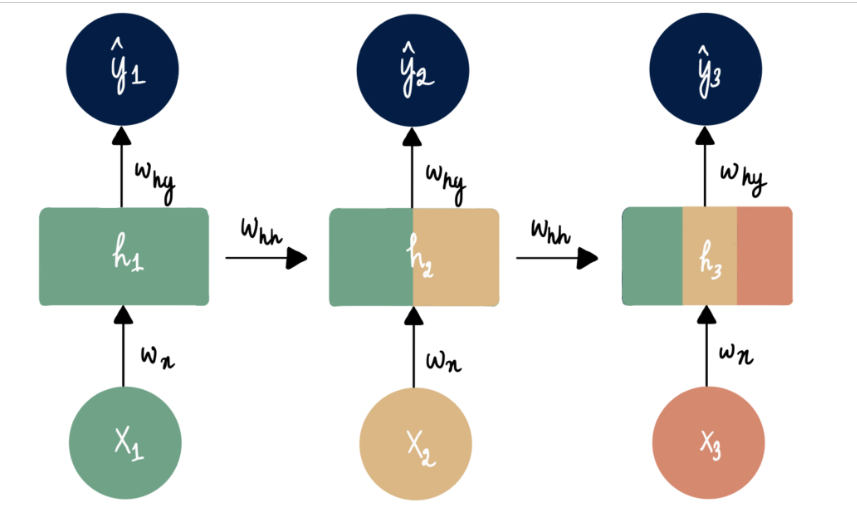 ŷ1 ŷ2 ŷ3
why why why
h1 whh h2 whh h3
wx wx wx
x1 x2 x3